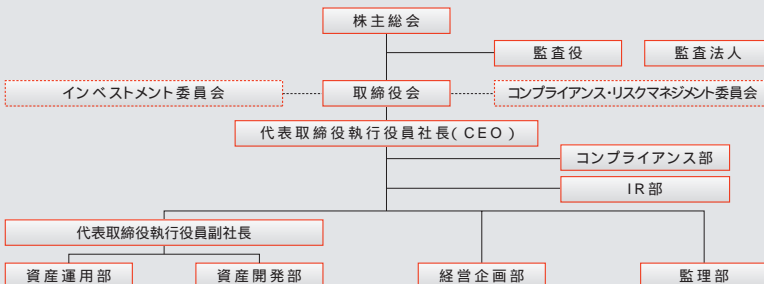 株主総会
監査役
監査法人
インベストメント委員会
取締役会
コンプライアンス・リスクマネジメント委員会
代表取締役執行役員社長(CEO)
コンプライアンス部
IR部
代表取締役執行役員副社長
資産運用部
資産開発部
経営企画部
監理部